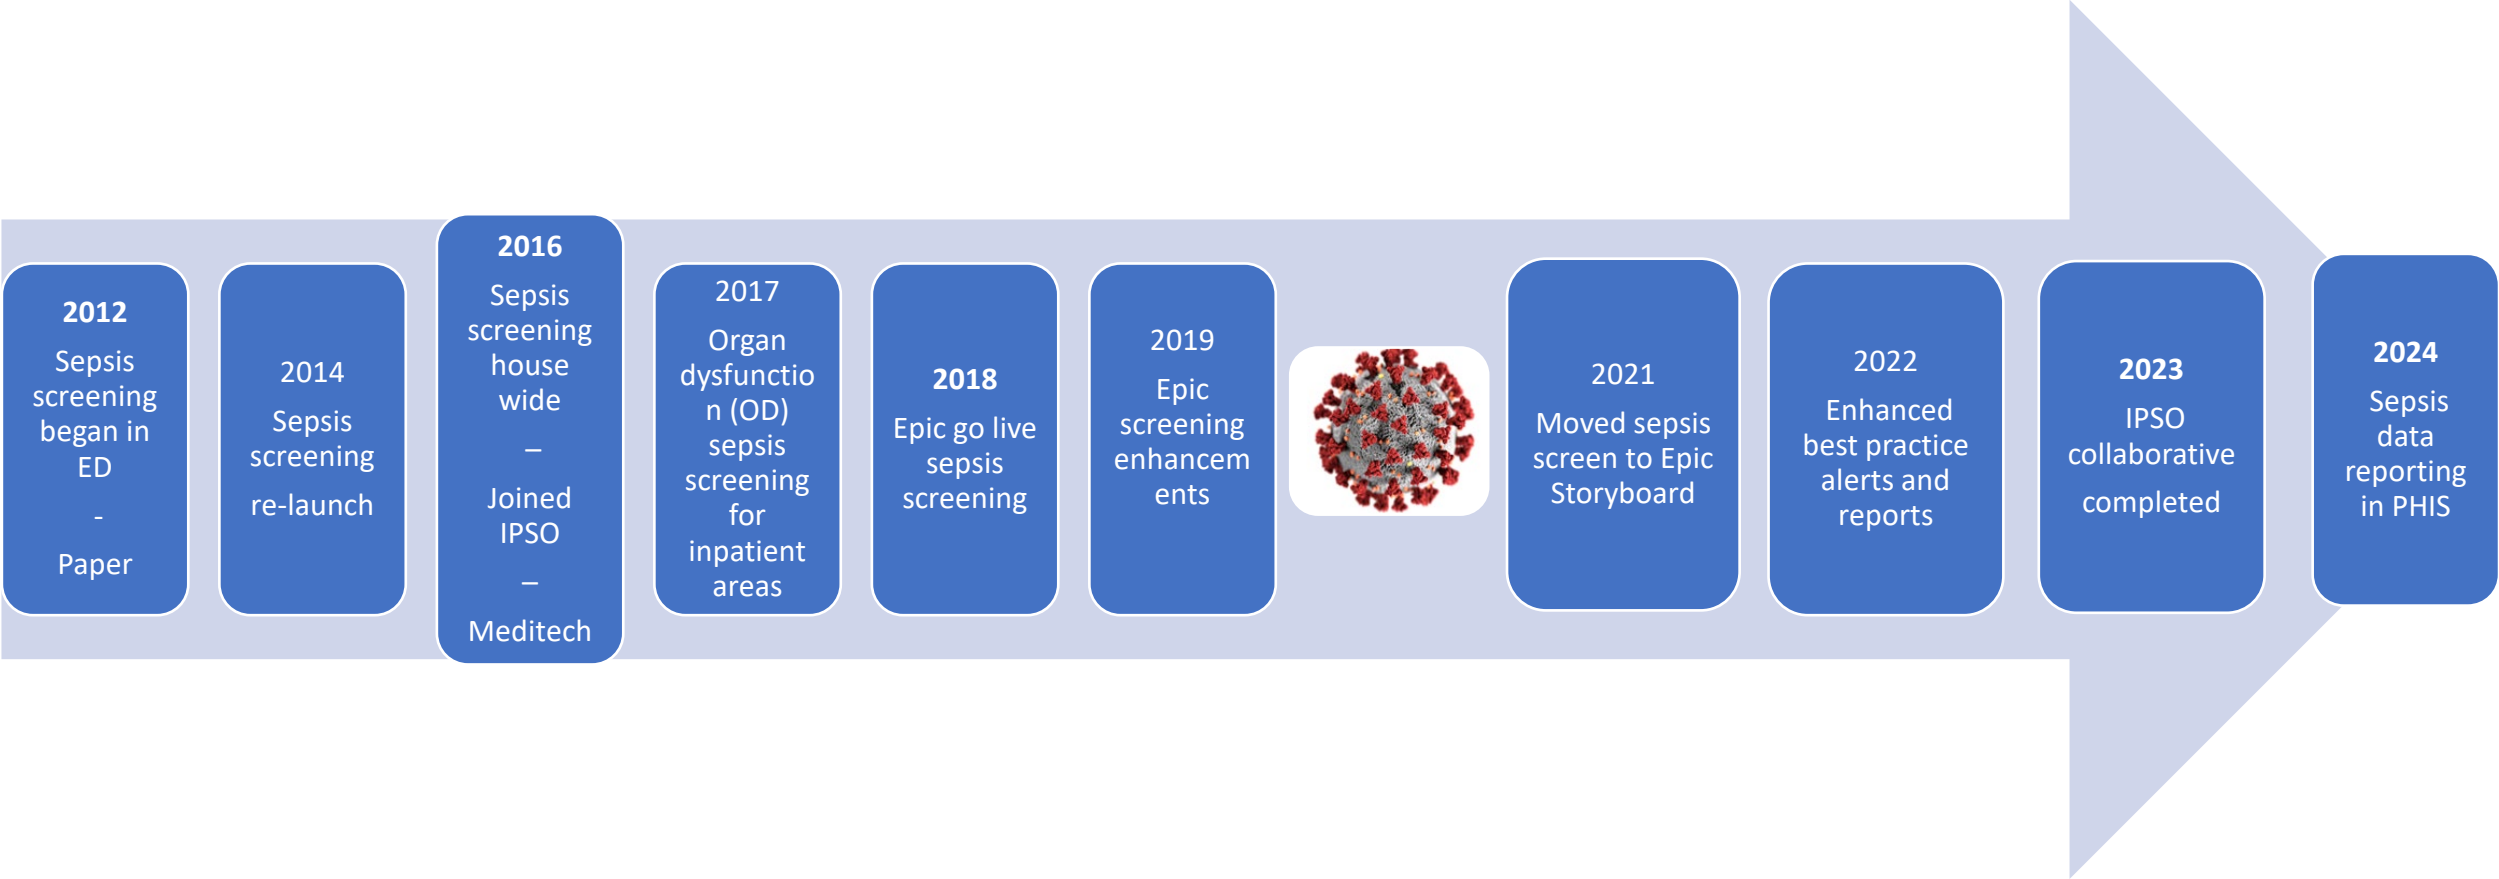 2012
Sepsis
screening
began in
ED
-
Paper
2014
Sepsis
screening
re-launch
2016
Sepsis
screening
house
wide
–
Joined
IPSO
–
Meditech
2017
Organ
dysfunctio
n (OD)
sepsis
screening
for
inpatient
areas
2018
Epic go live
sepsis
screening
2019
Epic
screening
enhancem
ents
2021
Moved sepsis
screen to Epic
Storyboard
2022
Enhanced
best practice
alerts and
reports
2023
IPSO
collaborative
completed
2024
Sepsis
data
reporting
in PHIS